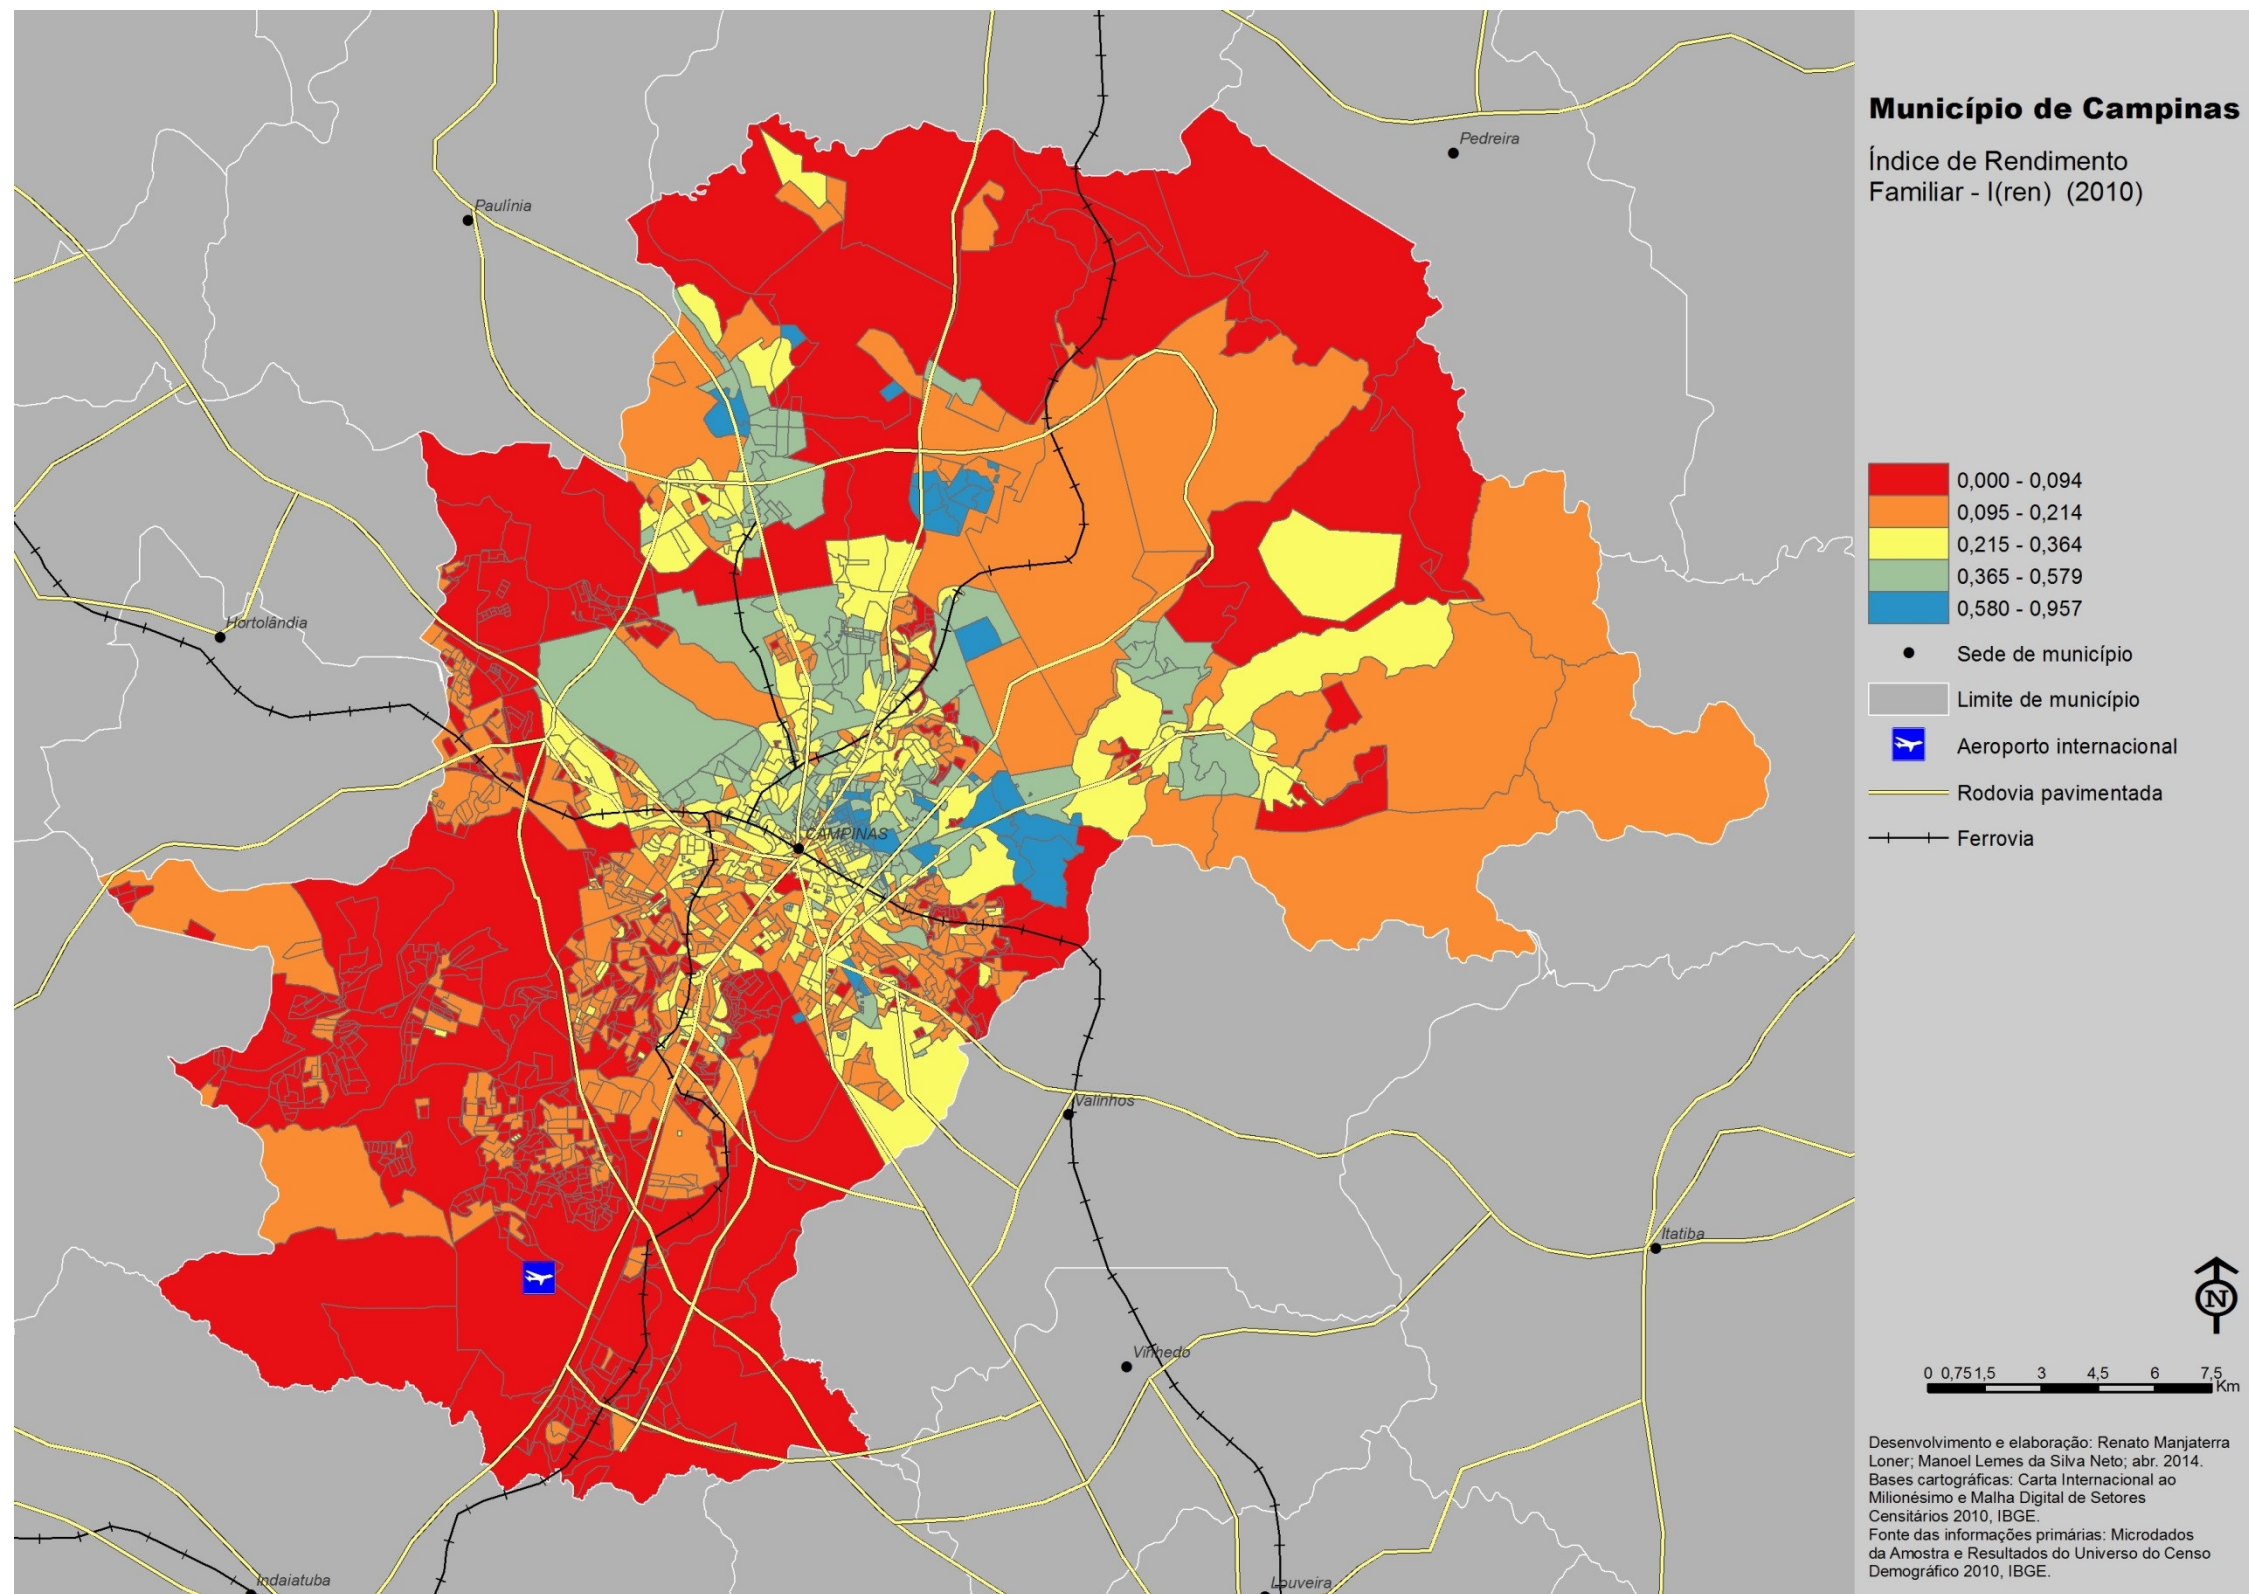 Município de Campinas
Índice de Rendimento
Familiar - I(ren) (2010)
0,000 - 0,094
0,095 - 0,214
0,215 - 0,364
0,365 - 0,579
0,580 - 0,957
Sede de município
Limite de município
Aeroporto internacional
Rodovia pavimentada
Ferrovia
Pedreira
Paulínia
Hortolândia
CAMPINAS
Valinhos
Itatiba
Vinhedo
Indaiatuba
Louveira
N
0 0,75 1,5 3 4,5 6 7,5
Km
Desenvolvimento e elaboração: Renato Manjaterra
Loner; Manoel Lemes da Silva Neto; abr. 2014.
Bases cartográficas: Carta Internacional ao
Milionésimo e Malha Digital de Setores
Censitários 2010, IBGE.
Fonte das informações primárias: Microdados
da Amostra e Resultados do Universo do Censo
Demográfico 2010, IBGE.